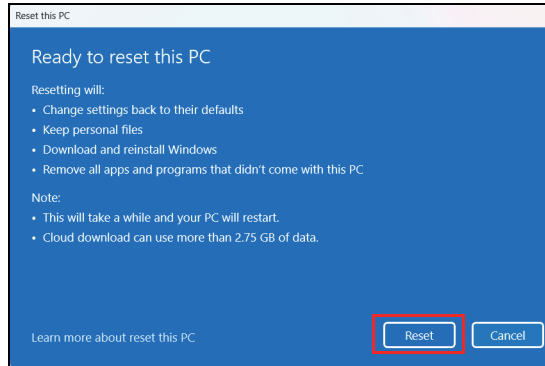 Reset this PC
Ready to reset this PC
Resetting will:
• Change settings back to their defaults
• Keep personal files
• Download and reinstall Windows
• Remove all apps and programs that didn't come with this PC
Note:
• This will take a while and your PC will restart.
• Cloud download can use more than 2.75 GB of data.
Learn more about reset this PC
Reset
Cancel